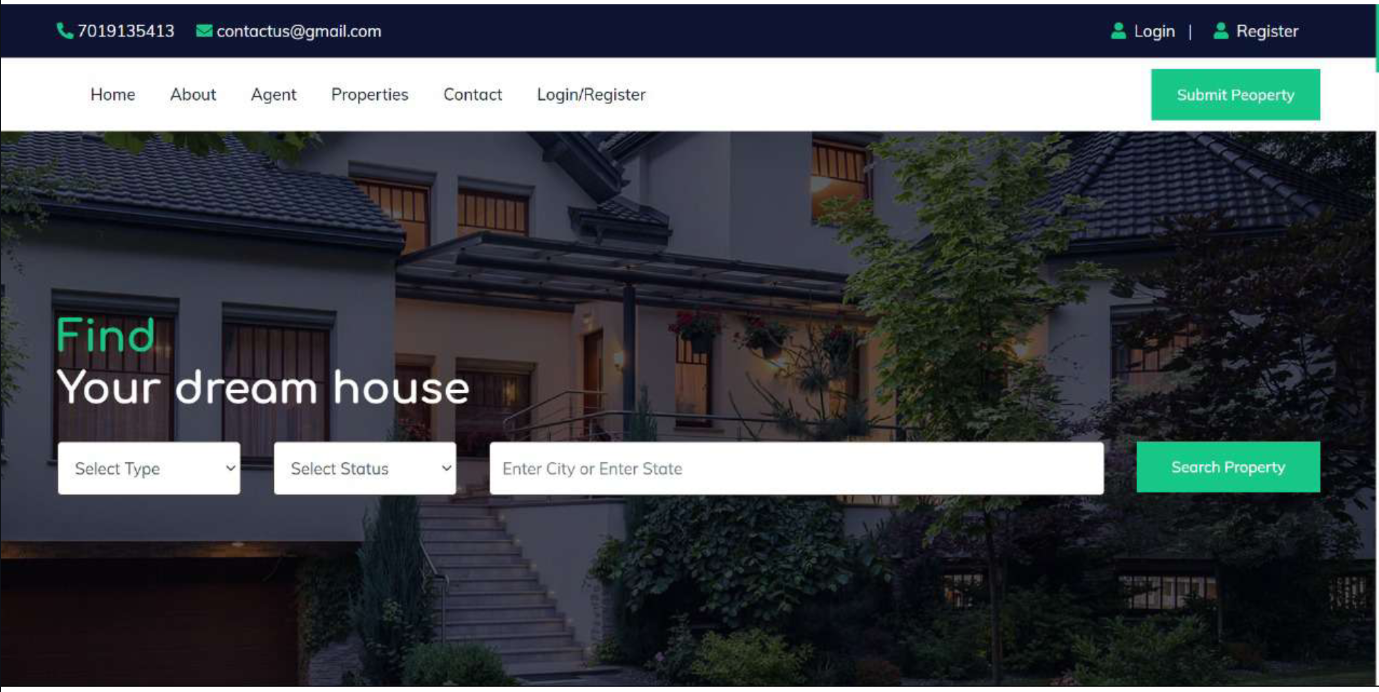 7019135413 contactus@gmail.com Login | Register
Home About Agent Properties Contact Login/Register Submit Peoperty
Find
Your dream house
Select Type Select Status Enter City or Enter State Search Property